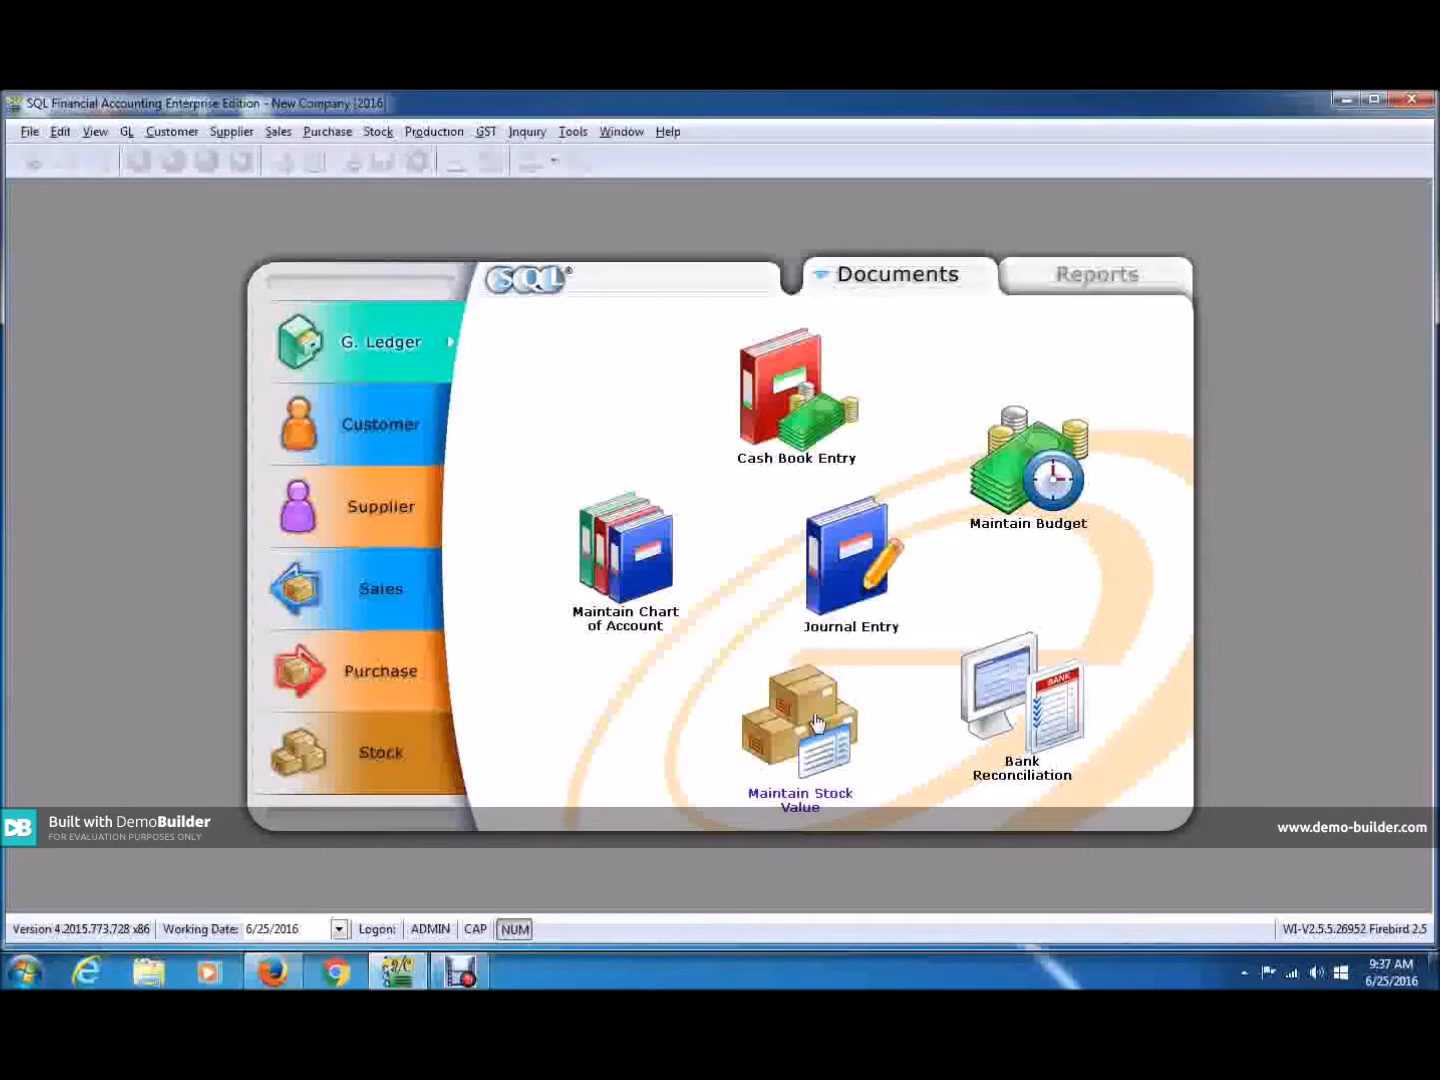 SQL Financial Accounting Enterprise Edition - New Company [2016]
File Edit View GL Customer Supplier Sales Purchase Stock Production GST Inquiry Tools Window Help
SQL®
Documents
Reports
G. Ledger
Customer
Supplier
Sales
Purchase
Stock
Cash Book Entry
Maintain Budget
Maintain Chart
of Account
Journal Entry
Maintain Stock
Value
BANK
Bank
Reconciliation
DB
Built with DemoBuilder
FOR EVALUATION PURPOSES ONLY
www.demo-builder.com
Version 4.2015.773.728 x86 Working Date: 6/25/2016 Logon: ADMIN CAP NUM WI-V2.5.5.26952 Firebird 2.5
9:37 AM
6/25/2016